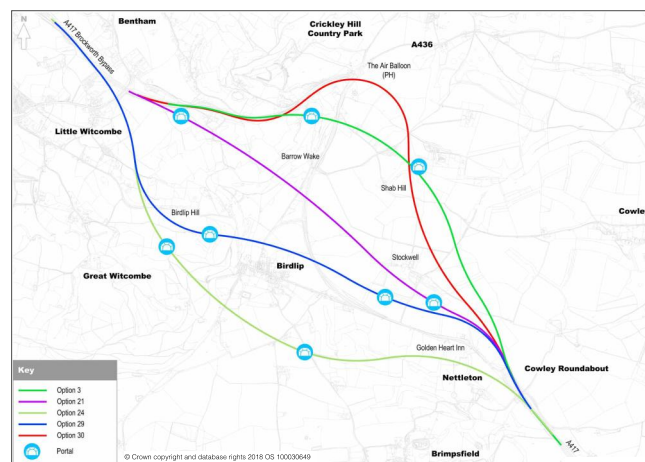 N
Bentham
Crickley Hill
Country Park
A436
A417 Brockworth Bypass
The Air Balloon
(PH)
Little Witcombe
Barrow Wake
Shab Hill
Birdlip Hill
Cowle
Stockwell
Birdlip
Great Witcombe
Golden Heart Inn
Nettleton
Cowley Roundabout
Key
Option 3
Option 21
Option 24
Option 29
Option 30
Portal
A417
Brimpsfield
© Crown copyright and database rights 2018 OS 100030649